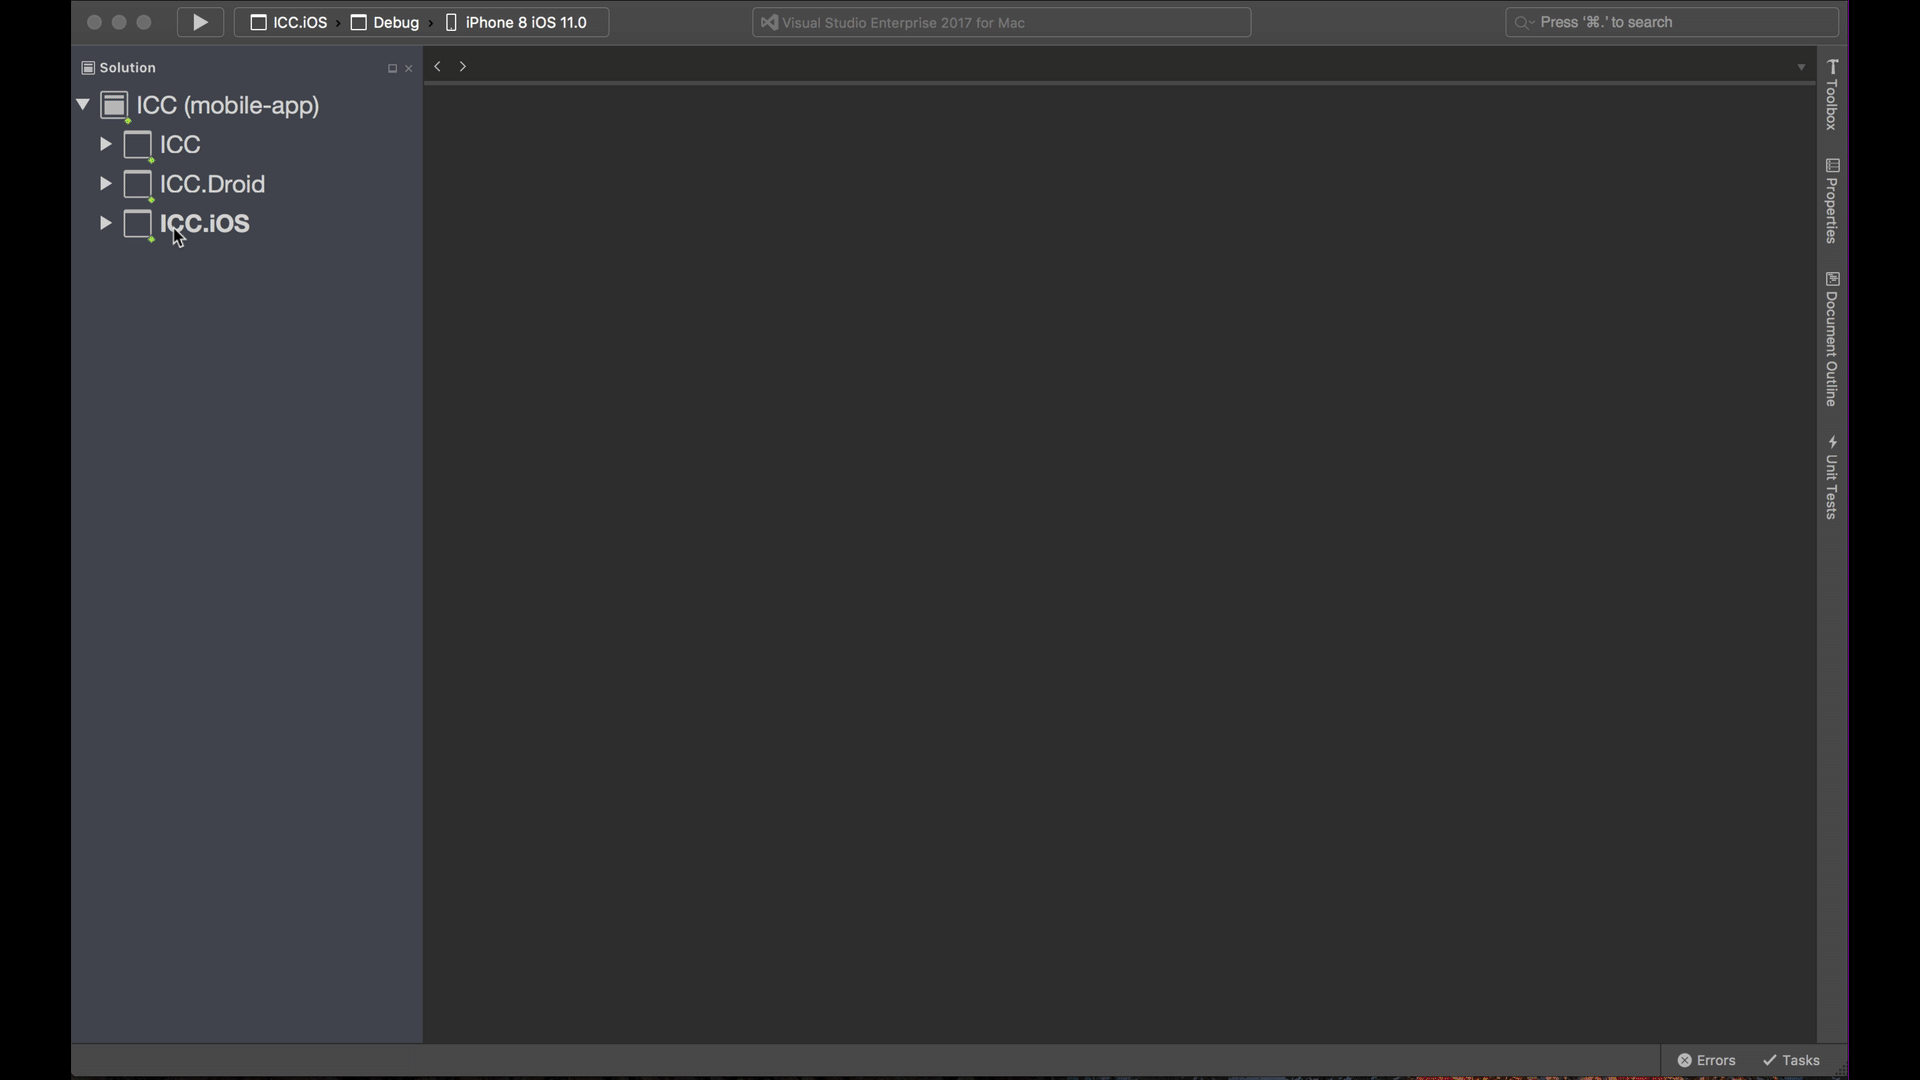 ICC.iOS › Debug › iPhone 8 iOS 11.0
Visual Studio Enterprise 2017 for Mac
Press '⌘.' to search
Solution
ICC (mobile-app)
ICC
ICC.Droid
ICC.iOS
Toolbox
Properties
Document Outline
Unit Tests
Errors
Tasks